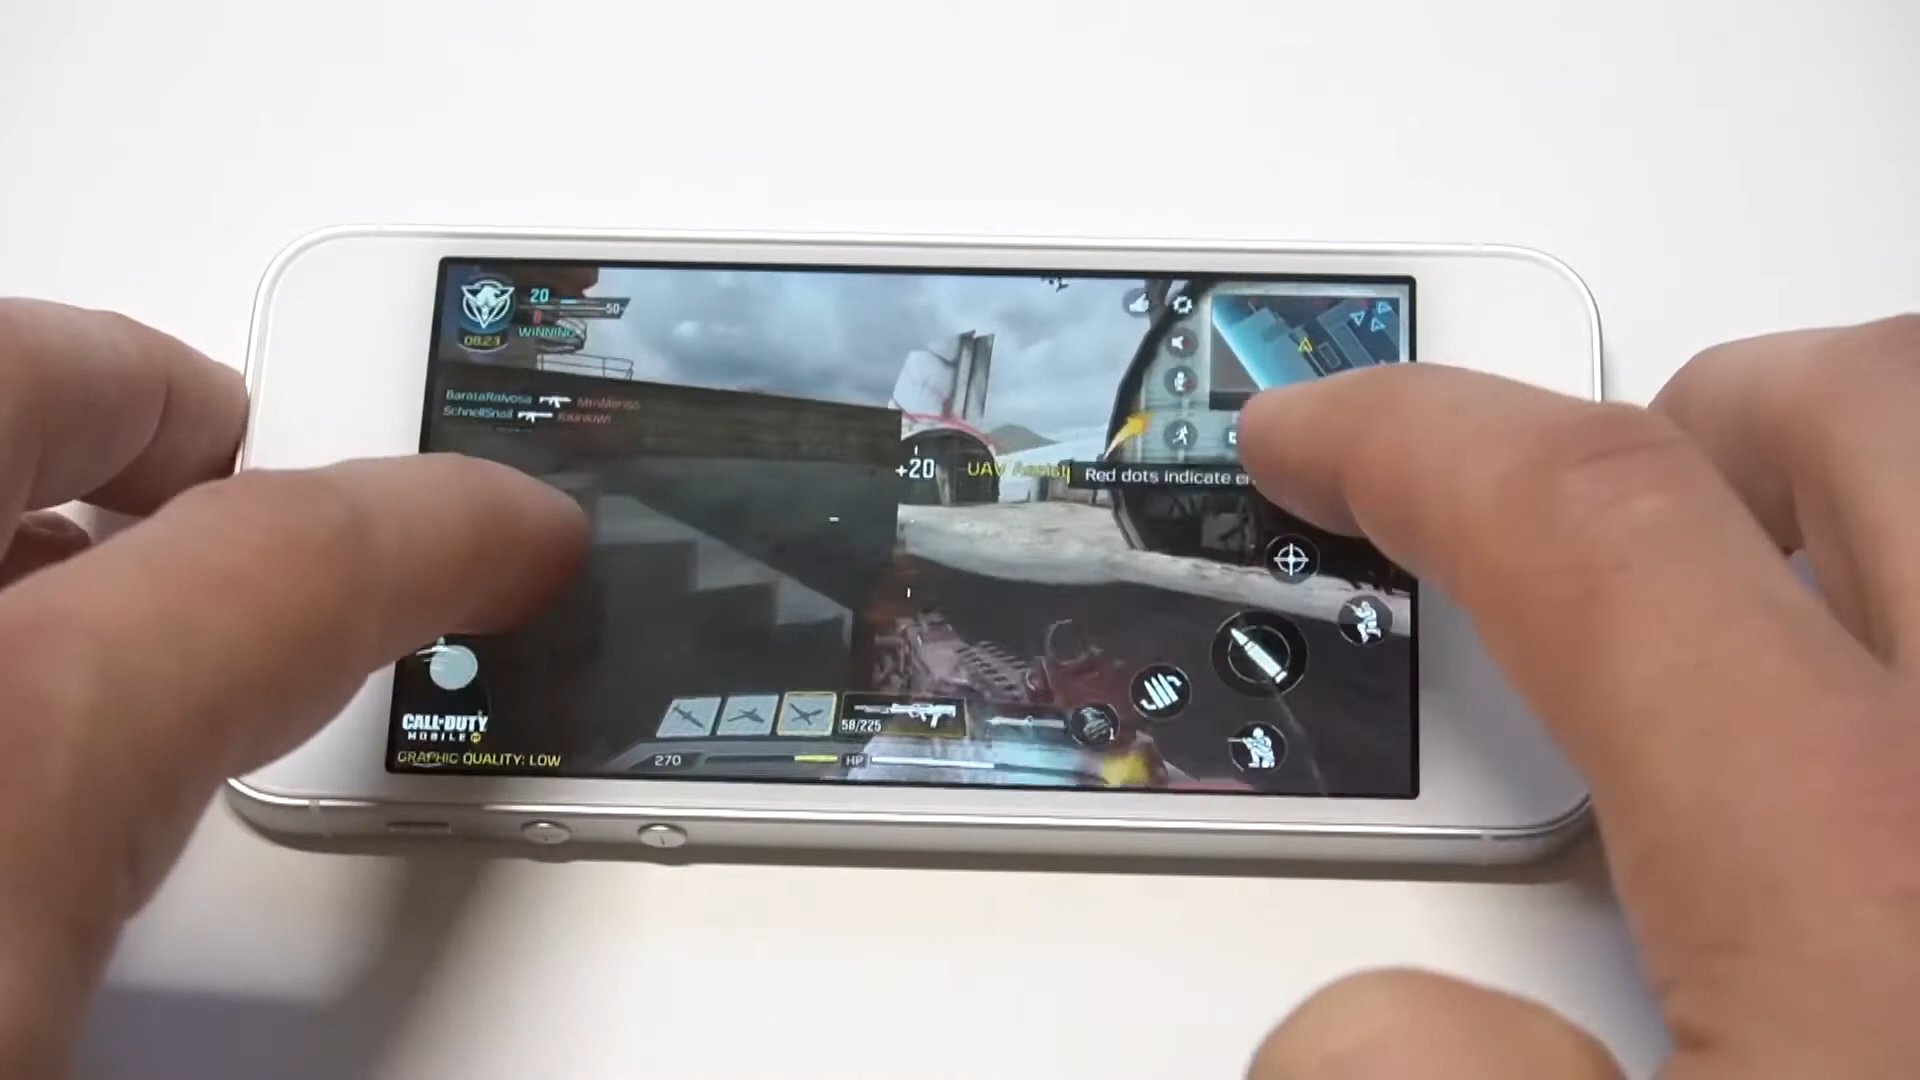 20
50
WINNING
08:23
BarataRaivosa
SchnellSnail
+20 UAV Assist
Red dots indicate
58/225
1
CALL·DUTY
MOBILE
GRAPHIC QUALITY: LOW
270
HP